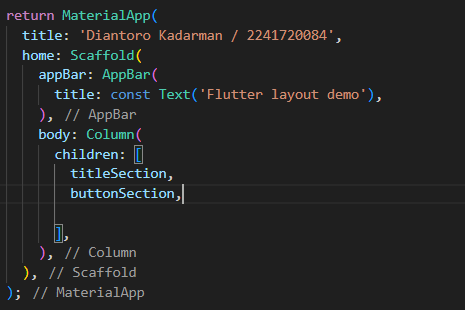 return MaterialApp(
  title: 'Diantoro Kadarman / 2241720084',
  home: Scaffold(
    appBar: AppBar(
      title: const Text('Flutter layout demo'),
    ), // AppBar
    body: Column(
      children: [
        titleSection,
        buttonSection,
      ],
    ), // Column
  ), // Scaffold
); // MaterialApp